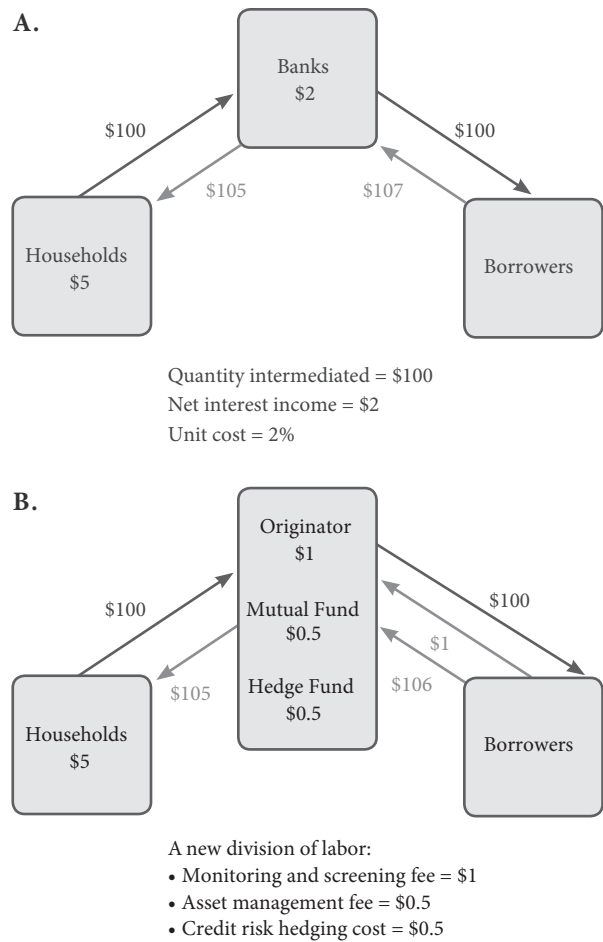 A.
Banks
$2
$100
$100
$105
$107
Households
$5
Borrowers
Quantity intermediated = $100
Net interest income = $2
Unit cost = 2%
B.
Originator
$1
$100
$100
Mutual Fund
$0.5
$1
$105
Hedge Fund
$0.5
$106
Households
$5
Borrowers
A new division of labor:
• Monitoring and screening fee = $1
• Asset management fee = $0.5
• Credit risk hedging cost = $0.5